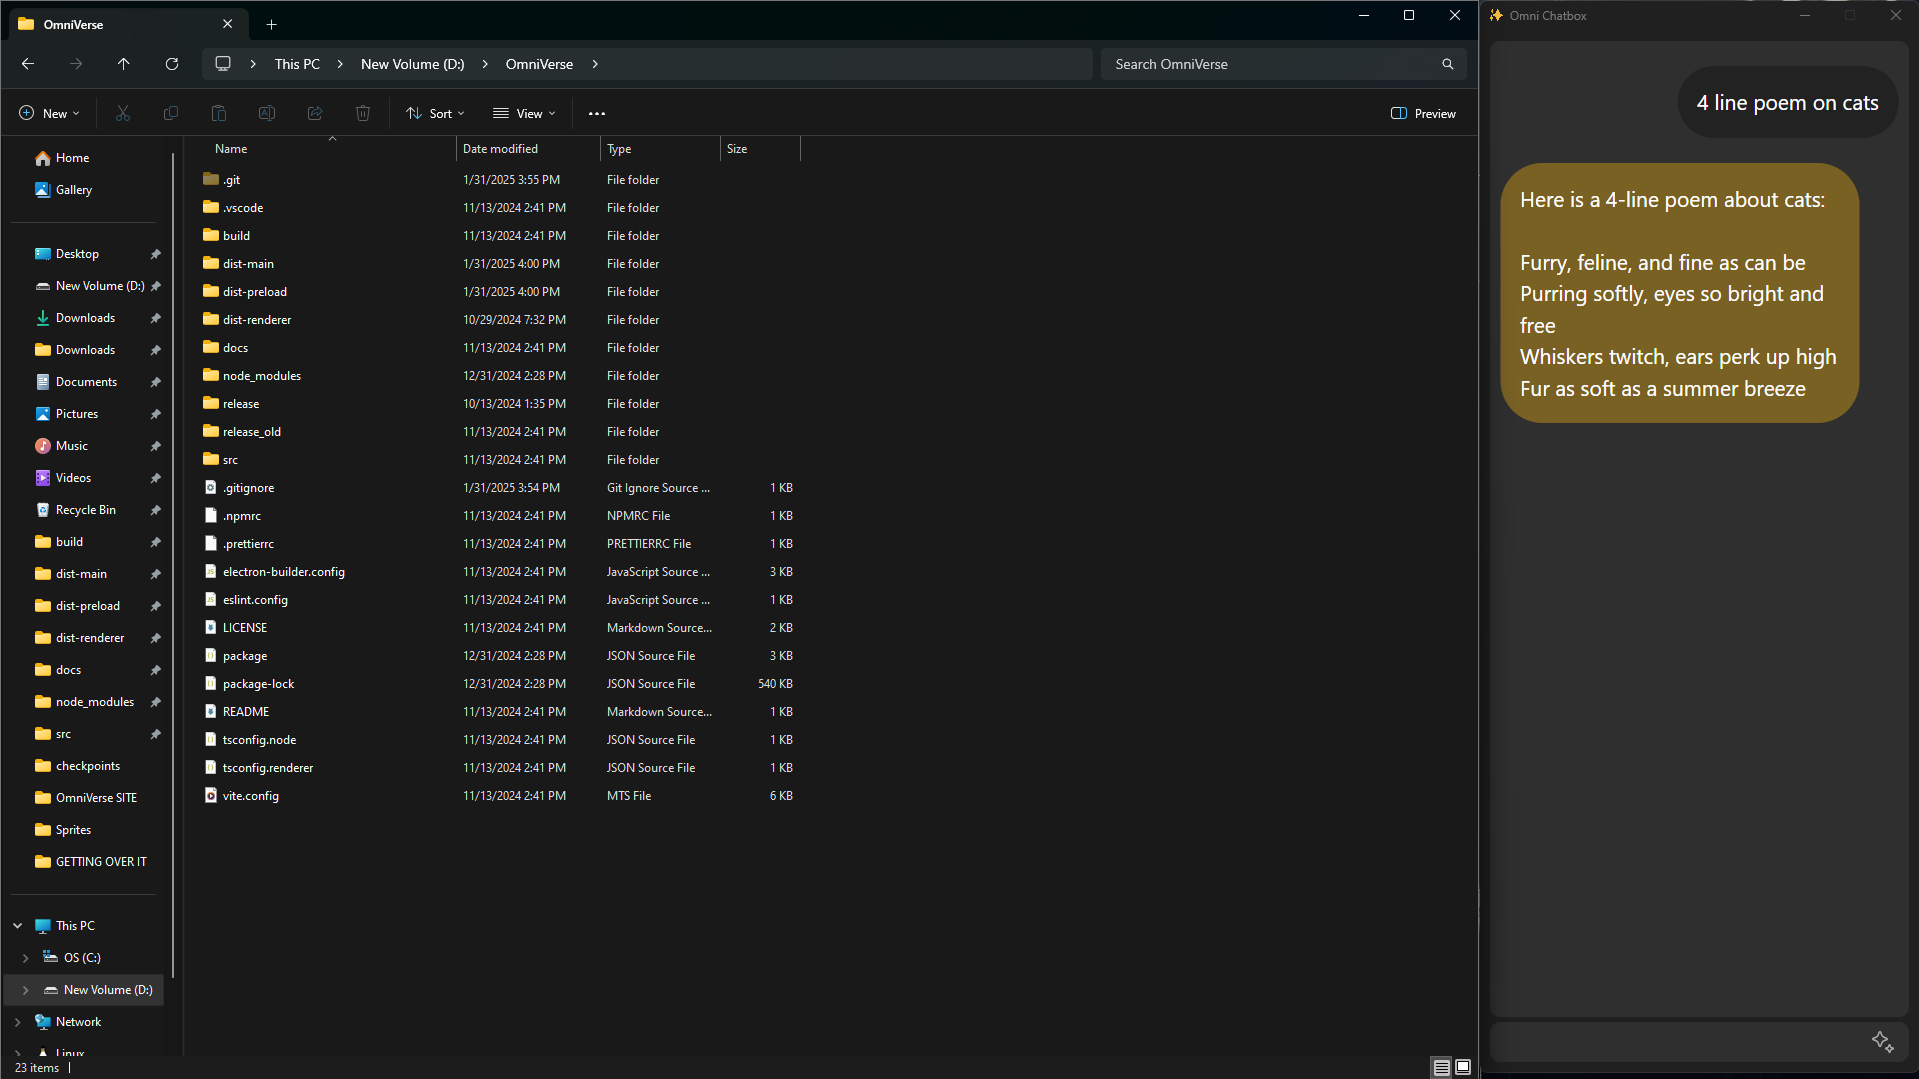 OmniVerse
This PC
New Volume (D:)
OmniVerse
Search OmniVerse
New
Sort
View
Preview
Home
Gallery
Desktop
New Volume (D:)
Downloads
Downloads
Documents
Pictures
Music
Videos
Recycle Bin
build
dist-main
dist-preload
dist-renderer
docs
node_modules
src
checkpoints
OmniVerse SITE
Sprites
GETTING OVER IT
This PC
OS (C:)
New Volume (D:)
Network
Linux
Name Date modified Type Size
.git 1/31/2025 3:55 PM File folder
.vscode 11/13/2024 2:41 PM File folder
build 11/13/2024 2:41 PM File folder
dist-main 1/31/2025 4:00 PM File folder
dist-preload 1/31/2025 4:00 PM File folder
dist-renderer 10/29/2024 7:32 PM File folder
docs 11/13/2024 2:41 PM File folder
node_modules 12/31/2024 2:28 PM File folder
release 10/13/2024 1:35 PM File folder
release_old 11/13/2024 2:41 PM File folder
src 11/13/2024 2:41 PM File folder
.gitignore 1/31/2025 3:54 PM Git Ignore Source ... 1 KB
.npmrc 11/13/2024 2:41 PM NPMRC File 1 KB
.prettierrc 11/13/2024 2:41 PM PRETTIERRC File 1 KB
electron-builder.config 11/13/2024 2:41 PM JavaScript Source ... 3 KB
eslint.config 11/13/2024 2:41 PM JavaScript Source ... 1 KB
LICENSE 11/13/2024 2:41 PM Markdown Source... 2 KB
package 12/31/2024 2:28 PM JSON Source File 3 KB
package-lock 12/31/2024 2:28 PM JSON Source File 540 KB
README 11/13/2024 2:41 PM Markdown Source... 1 KB
tsconfig.node 11/13/2024 2:41 PM JSON Source File 1 KB
tsconfig.renderer 11/13/2024 2:41 PM JSON Source File 1 KB
vite.config 11/13/2024 2:41 PM MTS File 6 KB
23 items
Omni Chatbox
4 line poem on cats
Here is a 4-line poem about cats:
Furry, feline, and fine as can be
Purring softly, eyes so bright and
free
Whiskers twitch, ears perk up high
Fur as soft as a summer breeze